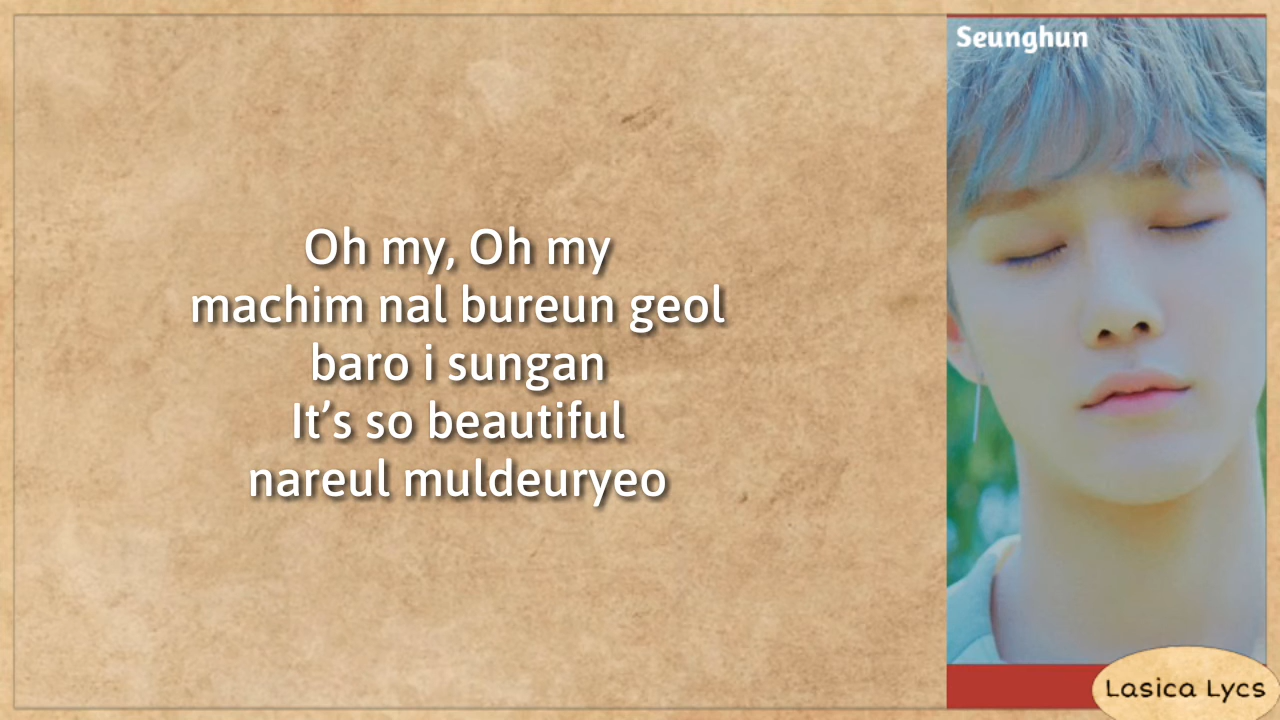 Seunghun
Oh my, Oh my
machim nal bureun geol
baro i sungan
It’s so beautiful
nareul muldeuryeo
Lasica Lycs